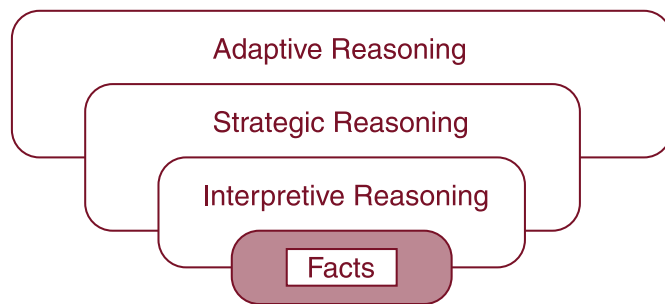 Adaptive Reasoning
Strategic Reasoning
Interpretive Reasoning
Facts